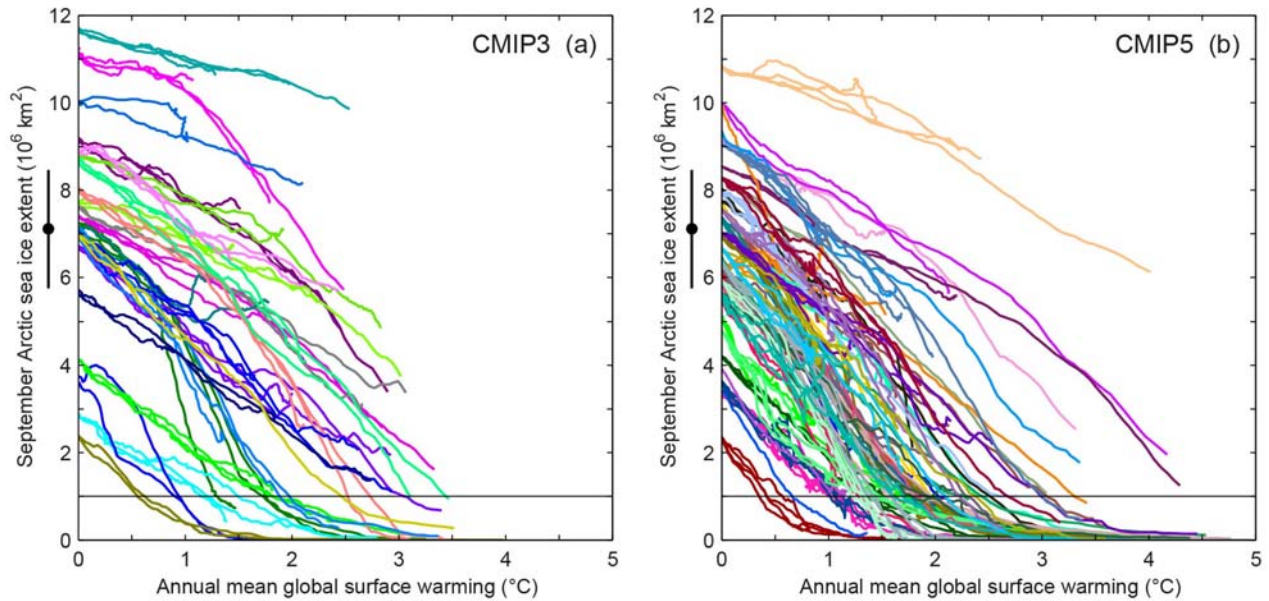 CMIP3 (a)
September Arctic sea ice extent (10⁶ km²)
12
10
8
6
4
2
0
0 1 2 3 4 5
Annual mean global surface warming (°C)
CMIP5 (b)
September Arctic sea ice extent (10⁶ km²)
12
10
8
6
4
2
0
0 1 2 3 4 5
Annual mean global surface warming (°C)